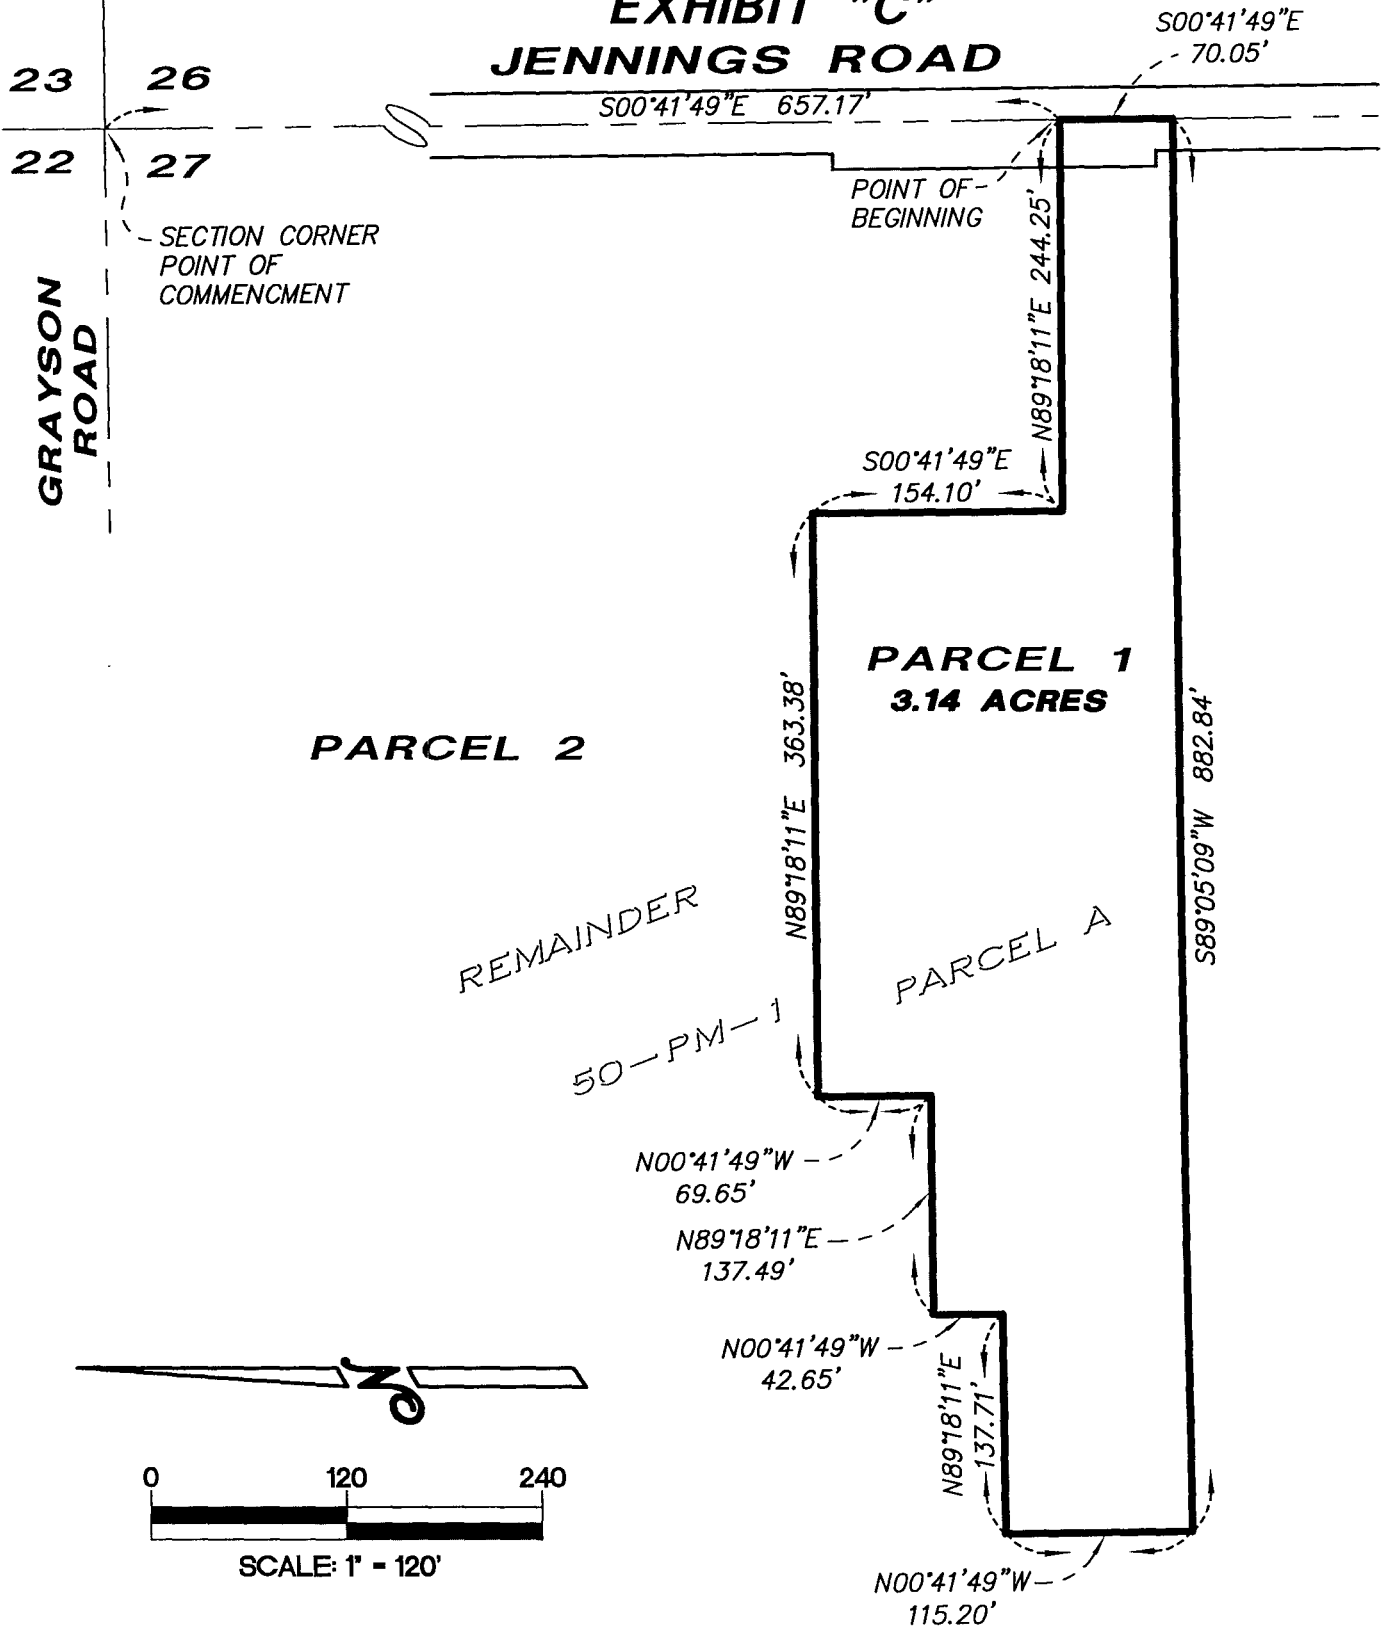 EXHIBIT "C"
JENNINGS ROAD
S00°41'49"E
70.05'
23 26
S00°41'49"E 657.17'
22 27
POINT OF
BEGINNING
SECTION CORNER
POINT OF
COMMENCMENT
GRAYSON
ROAD
N89°18'11"E 244.25'
S00°41'49"E
154.10'
PARCEL 1
3.14 ACRES
PARCEL 2
N89°18'11"E 363.38'
S89°05'09"W 882.84'
REMAINDER
PARCEL A
50-PM-1
N00°41'49"W
69.65'
N89°18'11"E
137.49'
N00°41'49"W
42.65'
N89°18'11"E
137.71'
N
0 120 240
SCALE: 1" = 120'
N00°41'49"W
115.20'